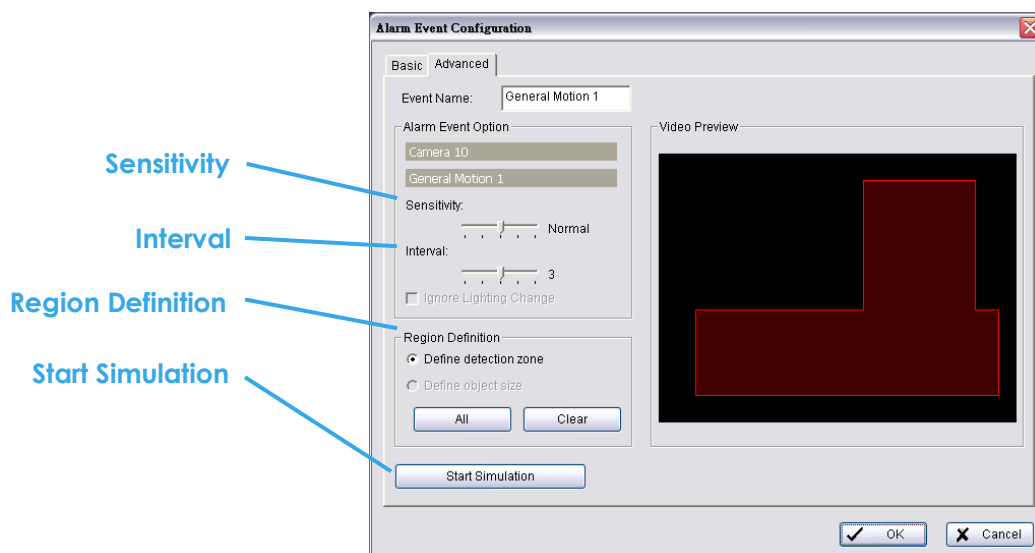 Alarm Event Configuration
Basic
Advanced
Event Name:
General Motion 1
Alarm Event Option
Video Preview
Camera 10
General Motion 1
Sensitivity
Sensitivity:
Normal
Interval
Interval:
3
Ignore Lighting Change
Region Definition
Region Definition
Define detection zone
Start Simulation
Define object size
All
Clear
Start Simulation
OK
Cancel